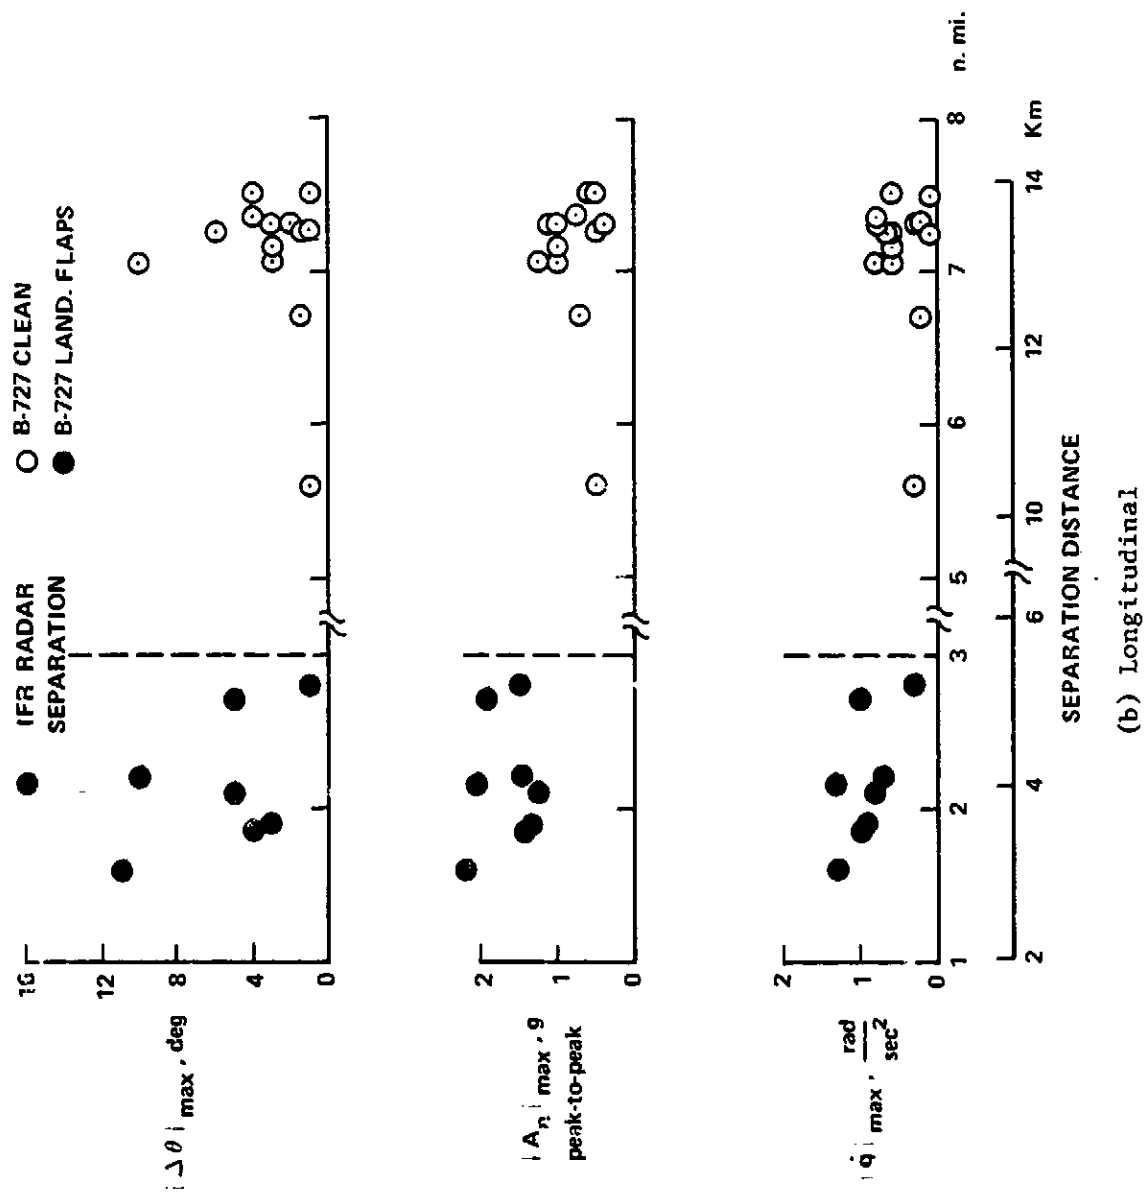 ○ B-727 CLEAN
● B-727 LAND. FLAPS
IFR RADAR
SEPARATION
16
12
8
4
0
| Δ θ | max , deg
2
1
0
| A n | max , g
peak-to-peak
2
1
0
| q̇ | max , rad
sec2
1 2 3 5 6 7 8 n. mi.
2 4 6 10 12 14 Km
SEPARATION DISTANCE
(b) Longitudinal